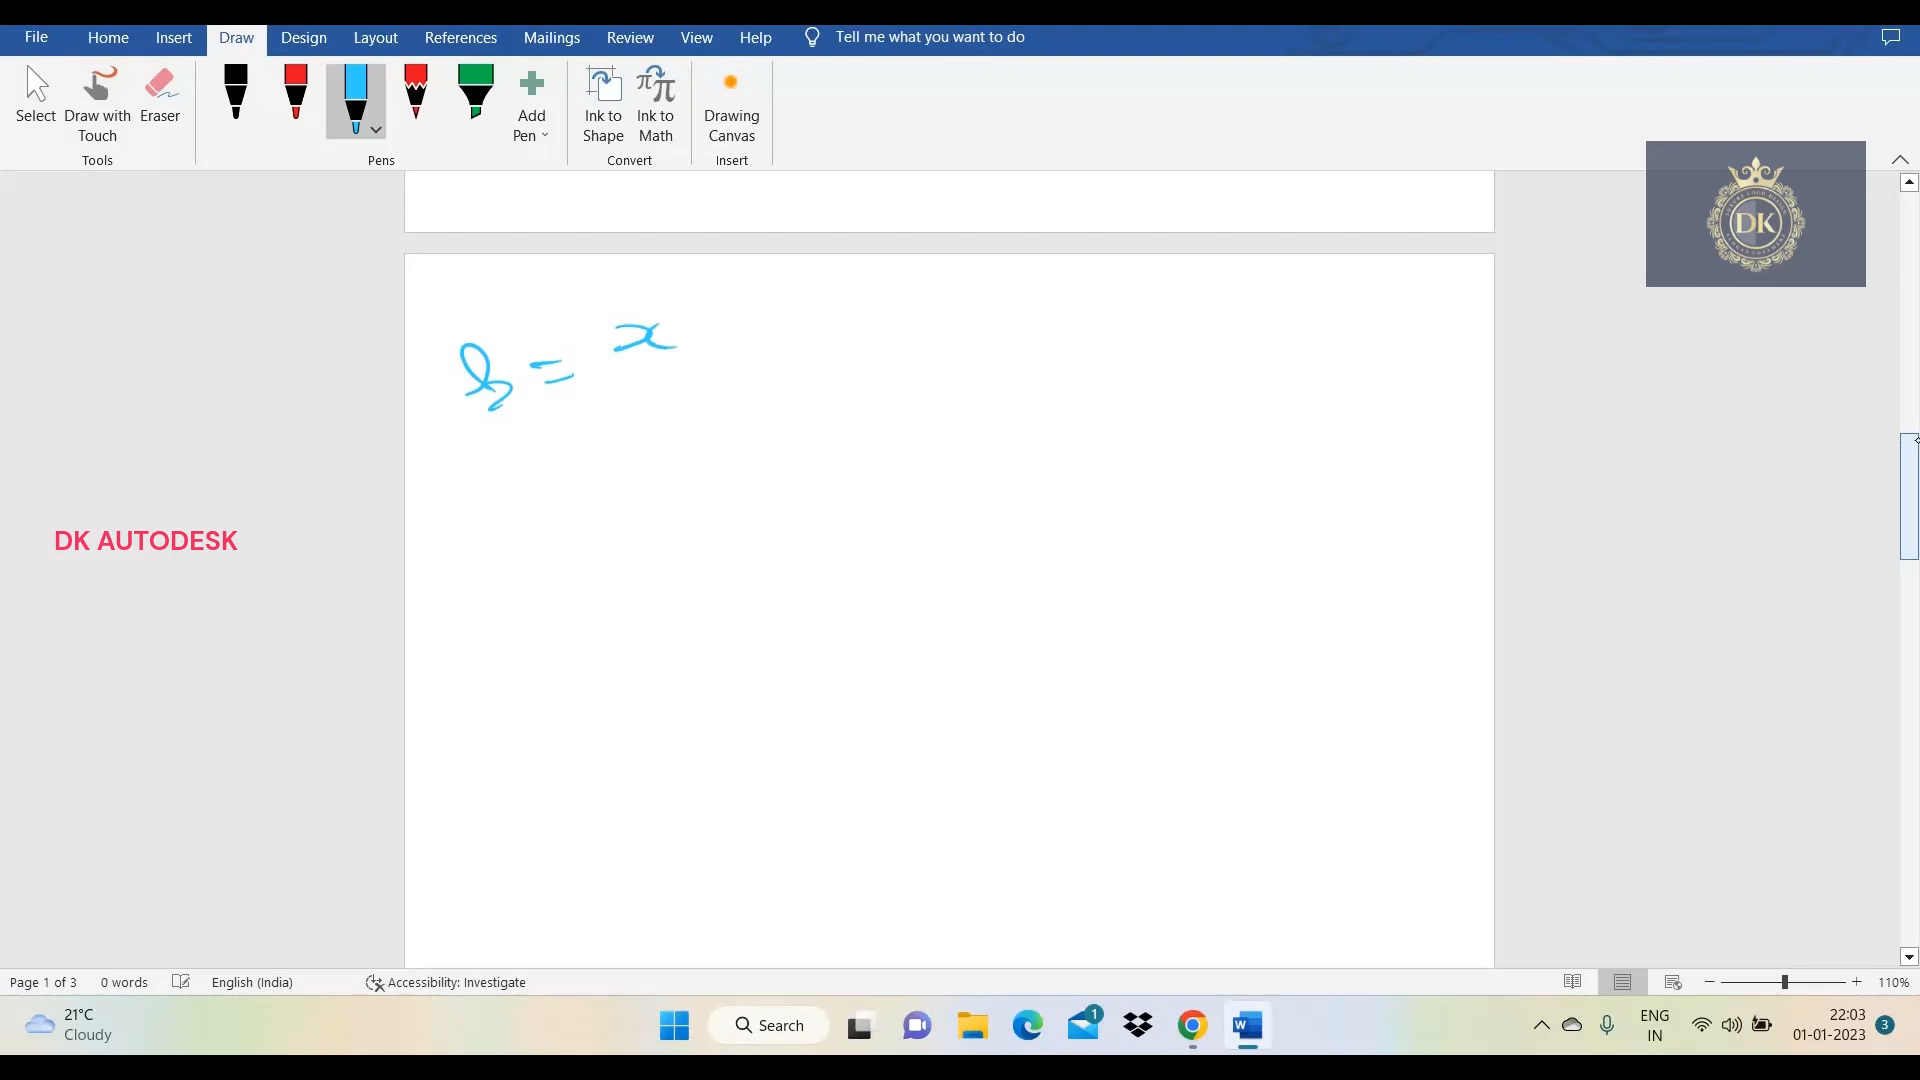 File Home Insert Draw Design Layout References Mailings Review View Help Tell me what you want to do
Select Draw with Touch Eraser Add Pen Ink to Shape Ink to Math Drawing Canvas
Tools Pens Convert Insert
DK
x
=
DK AUTODESK
Page 1 of 3 0 words English (India) Accessibility: Investigate 110%
21°C
Cloudy
Search
1
ENG
IN
22:03
01-01-2023
3